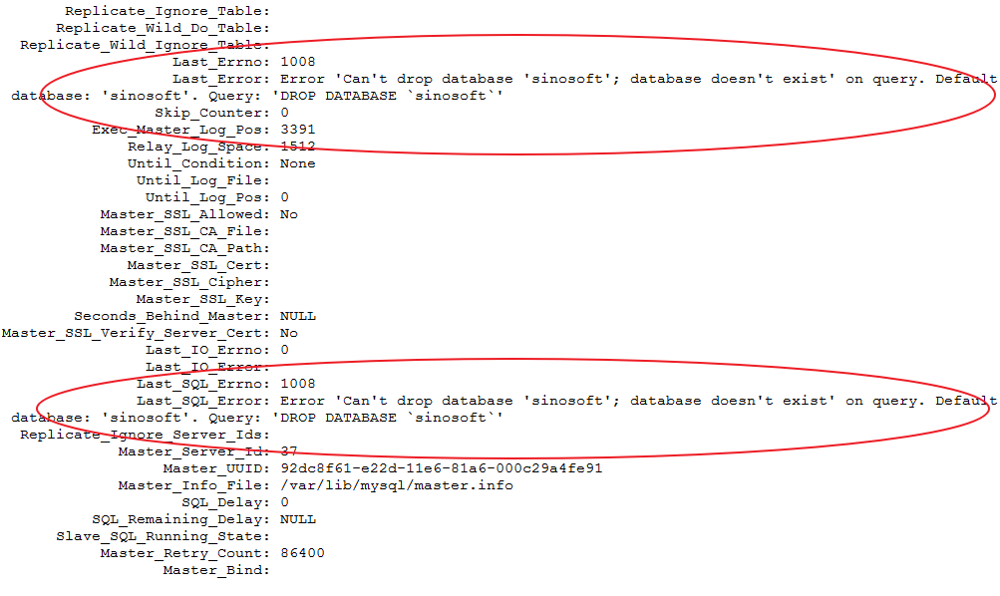 Replicate_Ignore_Table:
Replicate_Wild_Do_Table:
Replicate_Wild_Ignore_Table:
Last_Errno: 1008
Last_Error: Error 'Can't drop database 'sinosoft'; database doesn't exist' on query. Default
database: 'sinosoft'. Query: 'DROP DATABASE `sinosoft`'
Skip_Counter: 0
Exec_Master_Log_Pos: 3391
Relay_Log_Space: 1512
Until_Condition: None
Until_Log_File:
Until_Log_Pos: 0
Master_SSL_Allowed: No
Master_SSL_CA_File:
Master_SSL_CA_Path:
Master_SSL_Cert:
Master_SSL_Cipher:
Master_SSL_Key:
Seconds_Behind_Master: NULL
Master_SSL_Verify_Server_Cert: No
Last_IO_Errno: 0
Last_IO_Error:
Last_SQL_Errno: 1008
Last_SQL_Error: Error 'Can't drop database 'sinosoft'; database doesn't exist' on query. Default
database: 'sinosoft'. Query: 'DROP DATABASE `sinosoft`'
Replicate_Ignore_Server_Ids:
Master_Server_Id: 37
Master_UUID: 92dc8f61-e22d-11e6-81a6-000c29a4fe91
Master_Info_File: /var/lib/mysql/master.info
SQL_Delay: 0
SQL_Remaining_Delay: NULL
Slave_SQL_Running_State:
Master_Retry_Count: 86400
Master_Bind: